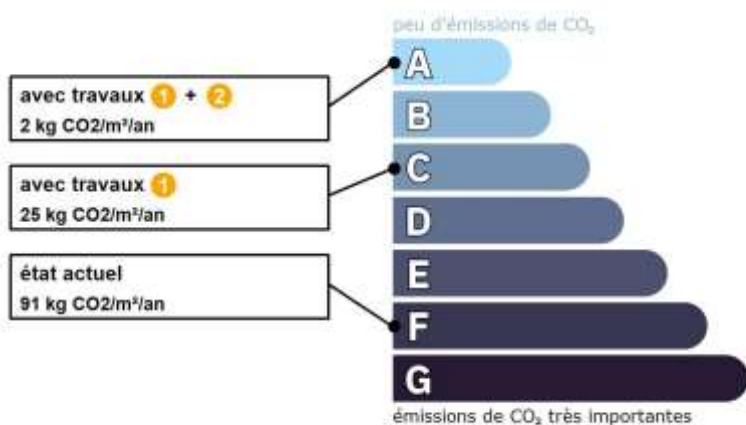 peu d'émissions de CO₂
A
avec travaux 1 + 2
2 kg CO2/m²/an
B
avec travaux 1
25 kg CO2/m²/an
C
D
état actuel
91 kg CO2/m²/an
E
F
G
émissions de CO₂ très importantes